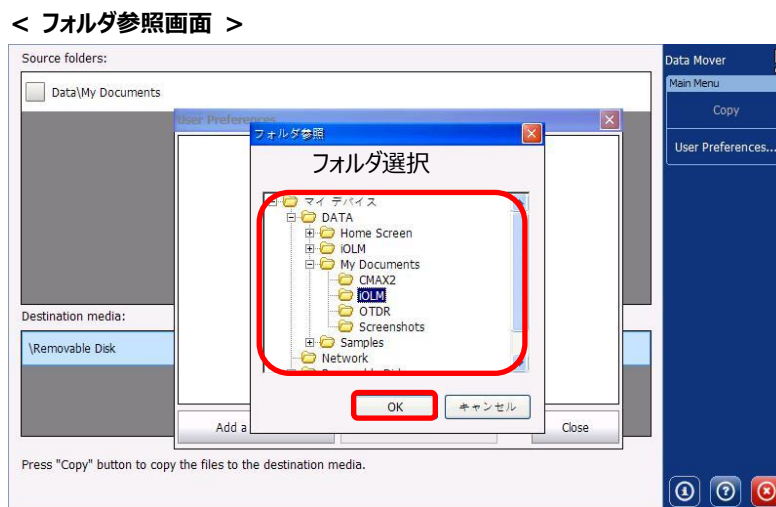 < フォルダ参照画面 >
Source folders:
Data\My Documents
Data Mover
Main Menu
Copy
User Preferences...
User Preferences
フォルダ参照
フォルダ選択
マイ デバイス
DATA
Home Screen
iOLM
My Documents
CMAX2
iOLM
OTDR
Screenshots
Samples
Network
Destination media:
\Removable Disk
OK
キャンセル
Add a
Close
Press "Copy" button to copy the files to the destination media.